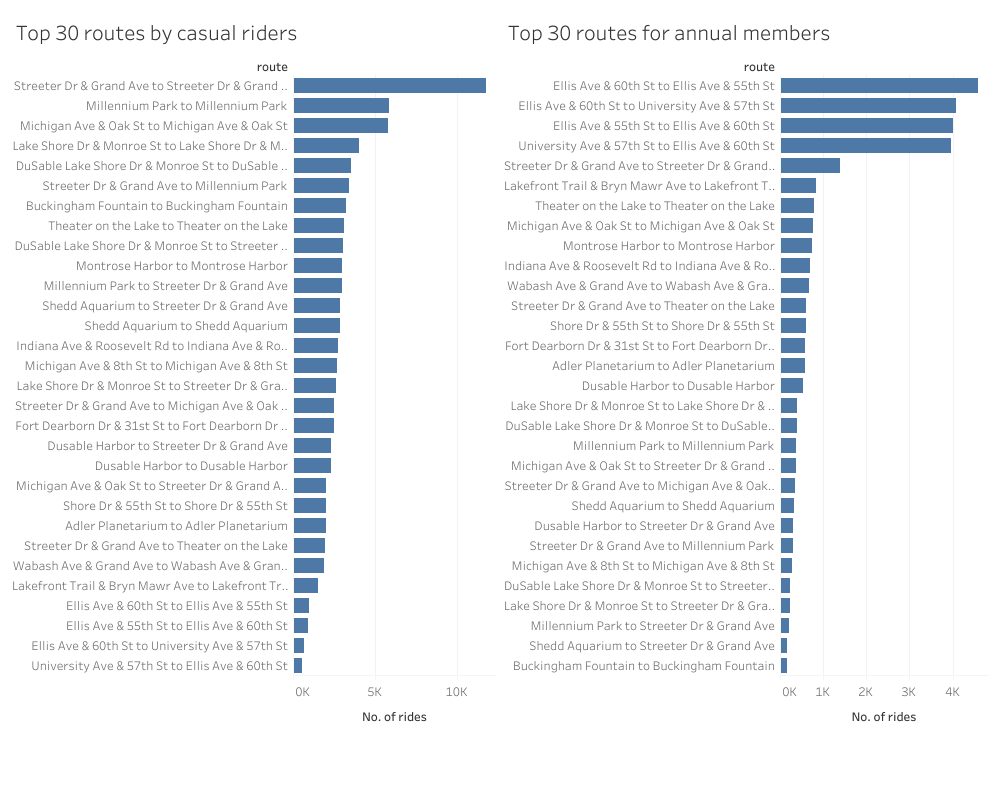 Top 30 routes by casual riders
route
Streeter Dr & Grand Ave to Streeter Dr & Grand ..
Millennium Park to Millennium Park
Michigan Ave & Oak St to Michigan Ave & Oak St
Lake Shore Dr & Monroe St to Lake Shore Dr & M..
DuSable Lake Shore Dr & Monroe St to DuSable ..
Streeter Dr & Grand Ave to Millennium Park
Buckingham Fountain to Buckingham Fountain
Theater on the Lake to Theater on the Lake
DuSable Lake Shore Dr & Monroe St to Streeter ..
Montrose Harbor to Montrose Harbor
Millennium Park to Streeter Dr & Grand Ave
Shedd Aquarium to Streeter Dr & Grand Ave
Shedd Aquarium to Shedd Aquarium
Indiana Ave & Roosevelt Rd to Indiana Ave & Ro..
Michigan Ave & 8th St to Michigan Ave & 8th St
Lake Shore Dr & Monroe St to Streeter Dr & Gra..
Streeter Dr & Grand Ave to Michigan Ave & Oak ..
Fort Dearborn Dr & 31st St to Fort Dearborn Dr ..
Dusable Harbor to Streeter Dr & Grand Ave
Dusable Harbor to Dusable Harbor
Michigan Ave & Oak St to Streeter Dr & Grand A..
Shore Dr & 55th St to Shore Dr & 55th St
Adler Planetarium to Adler Planetarium
Streeter Dr & Grand Ave to Theater on the Lake
Wabash Ave & Grand Ave to Wabash Ave & Gran..
Lakefront Trail & Bryn Mawr Ave to Lakefront Tr..
Ellis Ave & 60th St to Ellis Ave & 55th St
Ellis Ave & 55th St to Ellis Ave & 60th St
Ellis Ave & 60th St to University Ave & 57th St
University Ave & 57th St to Ellis Ave & 60th St
0K 5K 10K
No. of rides
Top 30 routes for annual members
route
Ellis Ave & 60th St to Ellis Ave & 55th St
Ellis Ave & 60th St to University Ave & 57th St
Ellis Ave & 55th St to Ellis Ave & 60th St
University Ave & 57th St to Ellis Ave & 60th St
Streeter Dr & Grand Ave to Streeter Dr & Grand..
Lakefront Trail & Bryn Mawr Ave to Lakefront T..
Theater on the Lake to Theater on the Lake
Michigan Ave & Oak St to Michigan Ave & Oak St
Montrose Harbor to Montrose Harbor
Indiana Ave & Roosevelt Rd to Indiana Ave & Ro..
Wabash Ave & Grand Ave to Wabash Ave & Gra..
Streeter Dr & Grand Ave to Theater on the Lake
Shore Dr & 55th St to Shore Dr & 55th St
Fort Dearborn Dr & 31st St to Fort Dearborn Dr..
Adler Planetarium to Adler Planetarium
Dusable Harbor to Dusable Harbor
Lake Shore Dr & Monroe St to Lake Shore Dr & ..
DuSable Lake Shore Dr & Monroe St to DuSable..
Millennium Park to Millennium Park
Michigan Ave & Oak St to Streeter Dr & Grand ..
Streeter Dr & Grand Ave to Michigan Ave & Oak..
Shedd Aquarium to Shedd Aquarium
Dusable Harbor to Streeter Dr & Grand Ave
Streeter Dr & Grand Ave to Millennium Park
Michigan Ave & 8th St to Michigan Ave & 8th St
DuSable Lake Shore Dr & Monroe St to Streeter..
Lake Shore Dr & Monroe St to Streeter Dr & Gra..
Millennium Park to Streeter Dr & Grand Ave
Shedd Aquarium to Streeter Dr & Grand Ave
Buckingham Fountain to Buckingham Fountain
0K 1K 2K 3K 4K
No. of rides